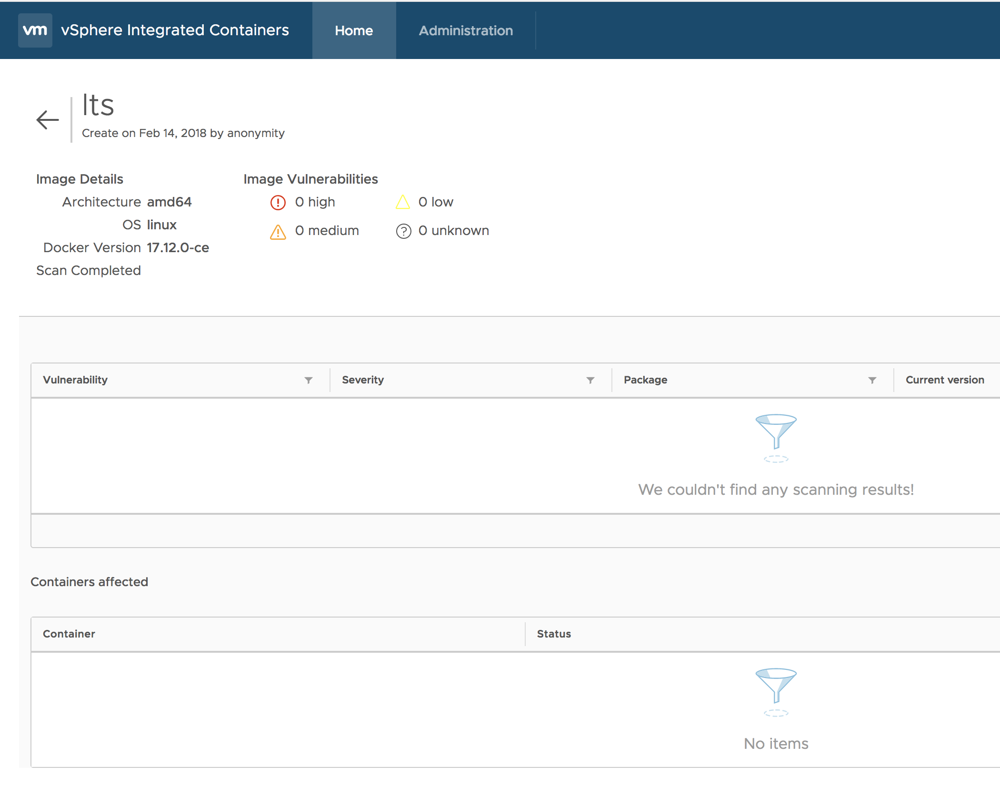 vm vSphere Integrated Containers Home Administration
lts
Create on Feb 14, 2018 by anonymity
Image Details
Architecture amd64
OS linux
Docker Version 17.12.0-ce
Scan Completed
Image Vulnerabilities
0 high
0 low
0 medium
0 unknown
Vulnerability Severity Package Current version
We couldn't find any scanning results!
Containers affected
Container Status
No items